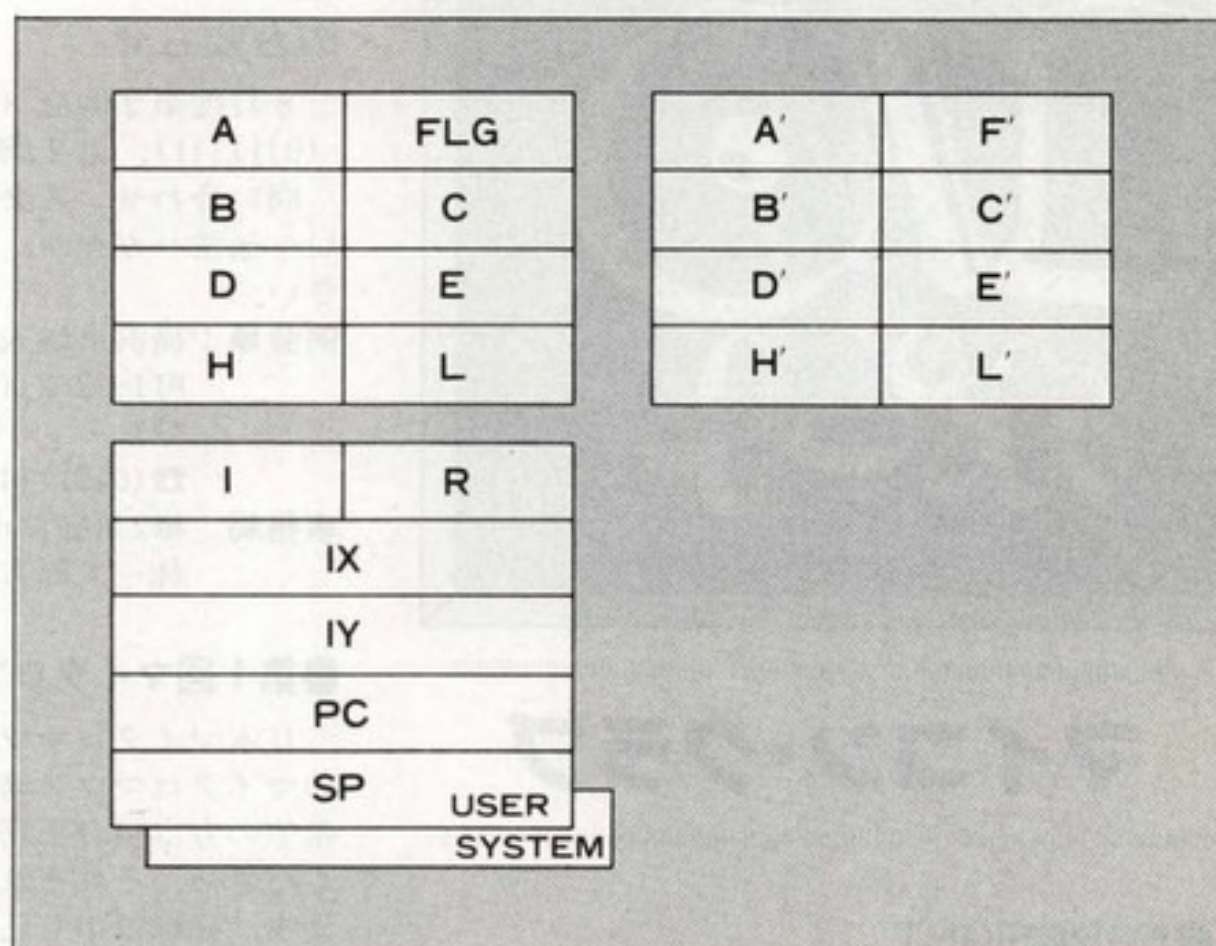 A FLG
B C
D E
H L
A′ F′
B′ C′
D′ E′
H′ L′
I R
IX
IY
PC
SP USER
SYSTEM